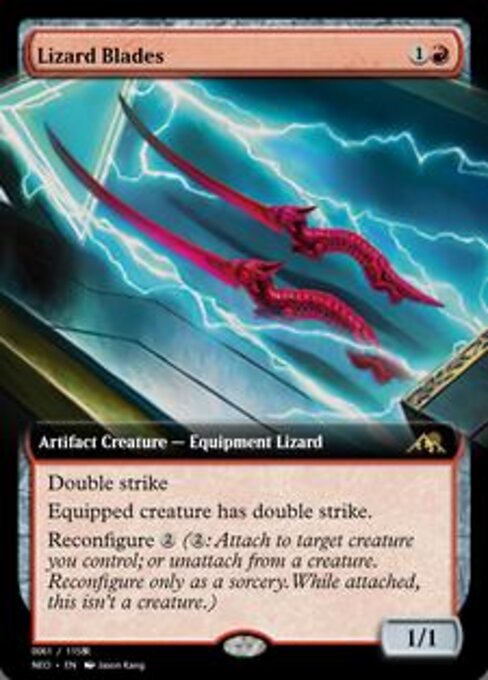 Lizard Blades 1
Artifact Creature — Equipment Lizard
Double strike
Equipped creature has double strike.
Reconfigure 2 (2: Attach to target creature
you control; or unattach from a creature.
Reconfigure only as a sorcery. While attached,
this isn't a creature.)
1/1
NEO • EN Jason Kang